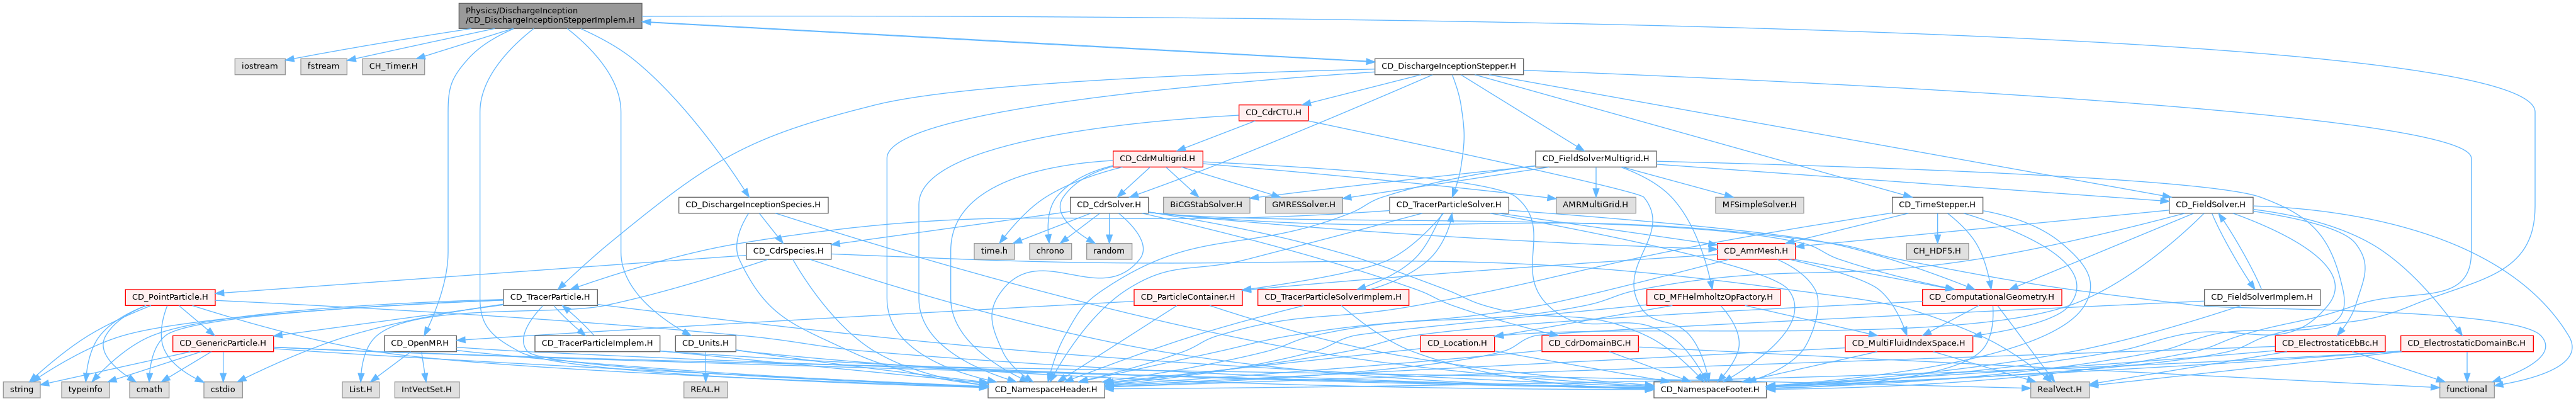 Physics/DischargeInception
/CD_DischargeInceptionStepperImplem.H
iostream
fstream
CH_Timer.H
CD_DischargeInceptionStepper.H
CD_CdrCTU.H
CD_CdrMultigrid.H
CD_FieldSolverMultigrid.H
CD_DischargeInceptionSpecies.H
CD_CdrSolver.H
BiCGStabSolver.H
GMRESSolver.H
CD_TracerParticleSolver.H
AMRMultiGrid.H
MFSimpleSolver.H
CD_TimeStepper.H
CD_FieldSolver.H
CD_CdrSpecies.H
time.h
chrono
random
CD_AmrMesh.H
CH_HDF5.H
CD_PointParticle.H
CD_TracerParticle.H
CD_ParticleContainer.H
CD_TracerParticleSolverImplem.H
CD_MFHelmholtzOpFactory.H
CD_ComputationalGeometry.H
CD_FieldSolverImplem.H
CD_GenericParticle.H
CD_OpenMP.H
CD_TracerParticleImplem.H
CD_Units.H
CD_Location.H
CD_CdrDomainBC.H
CD_MultiFluidIndexSpace.H
CD_ElectrostaticEbBc.H
CD_ElectrostaticDomainBc.H
string
typeinfo
cmath
cstdio
List.H
IntVectSet.H
REAL.H
CD_NamespaceHeader.H
CD_NamespaceFooter.H
RealVect.H
functional